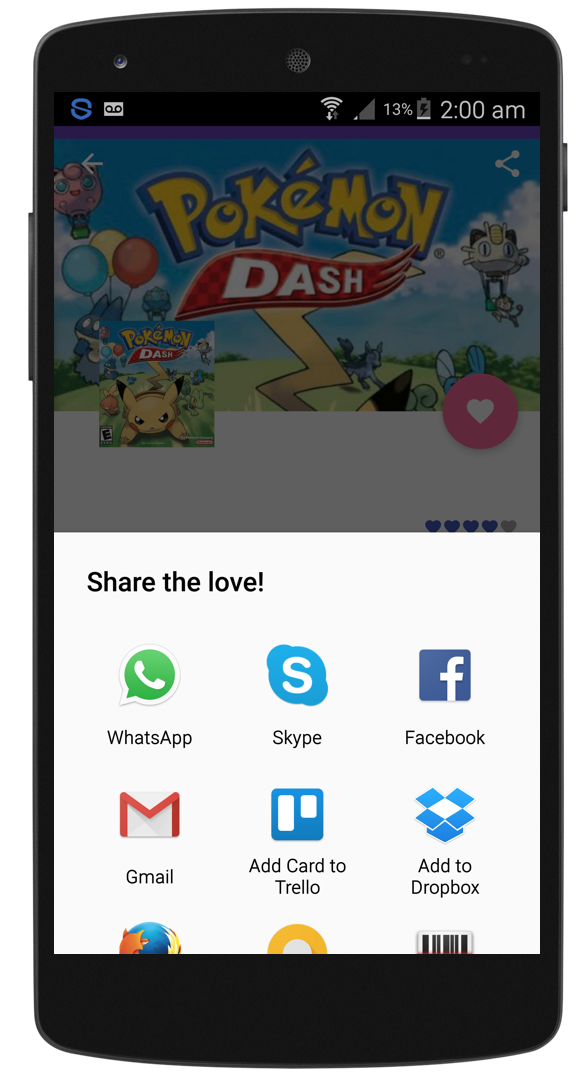 13% 2:00 am
POKéMON
®
DASH
POKéMON
DASH
E
Share the love!
WhatsApp
Skype
Facebook
Gmail
Add Card to
Trello
Add to
Dropbox